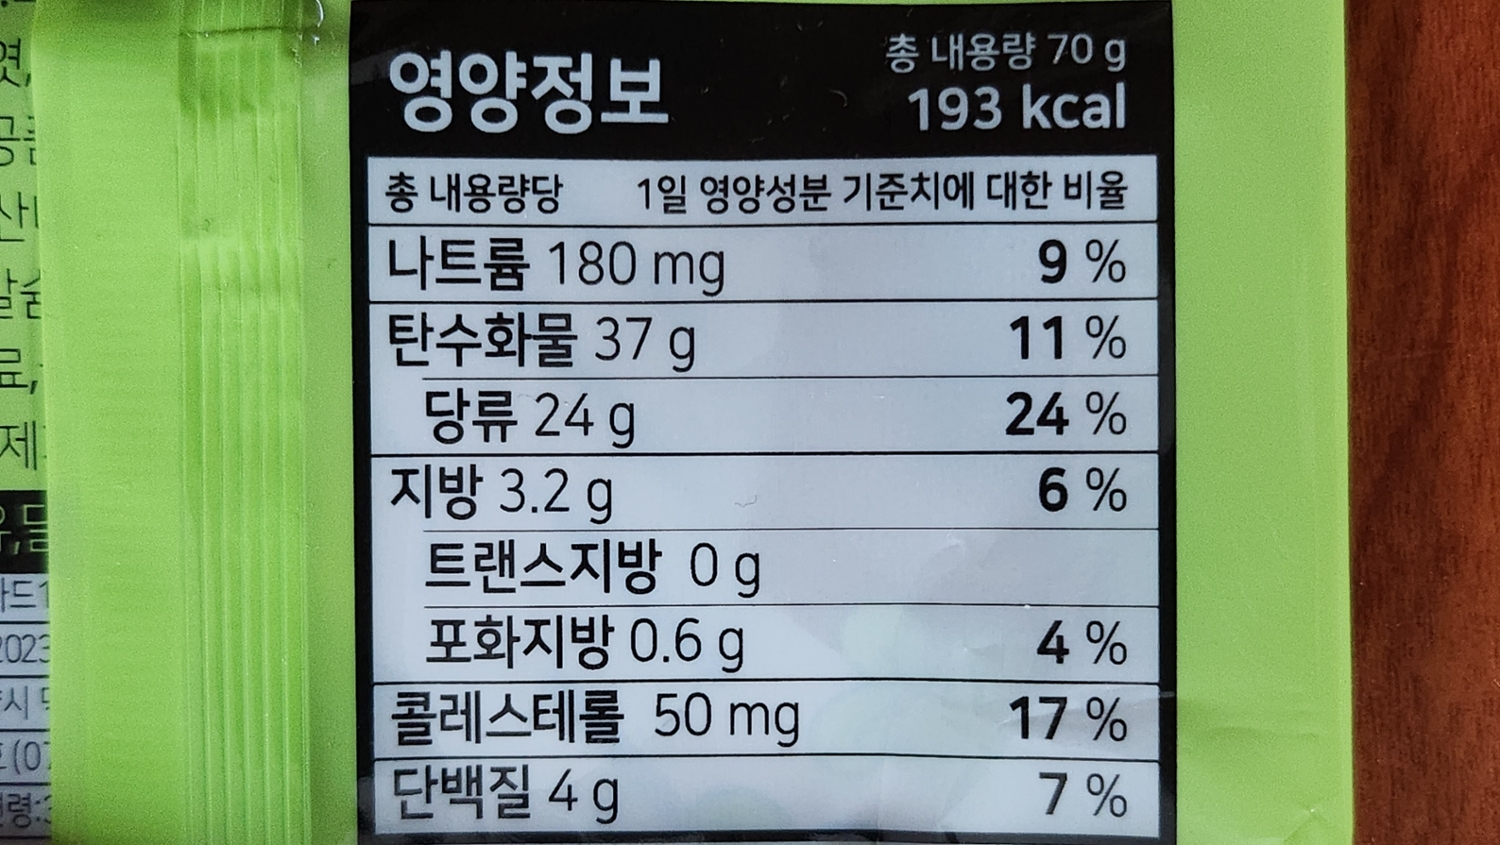 영양정보
총 내용량 70 g
193 kcal
총 내용량당 1일 영양성분 기준치에 대한 비율
나트륨 180 mg 9 %
탄수화물 37 g 11 %
당류 24 g 24 %
지방 3.2 g 6 %
트랜스지방 0 g
포화지방 0.6 g 4 %
콜레스테롤 50 mg 17 %
단백질 4 g 7 %
2023